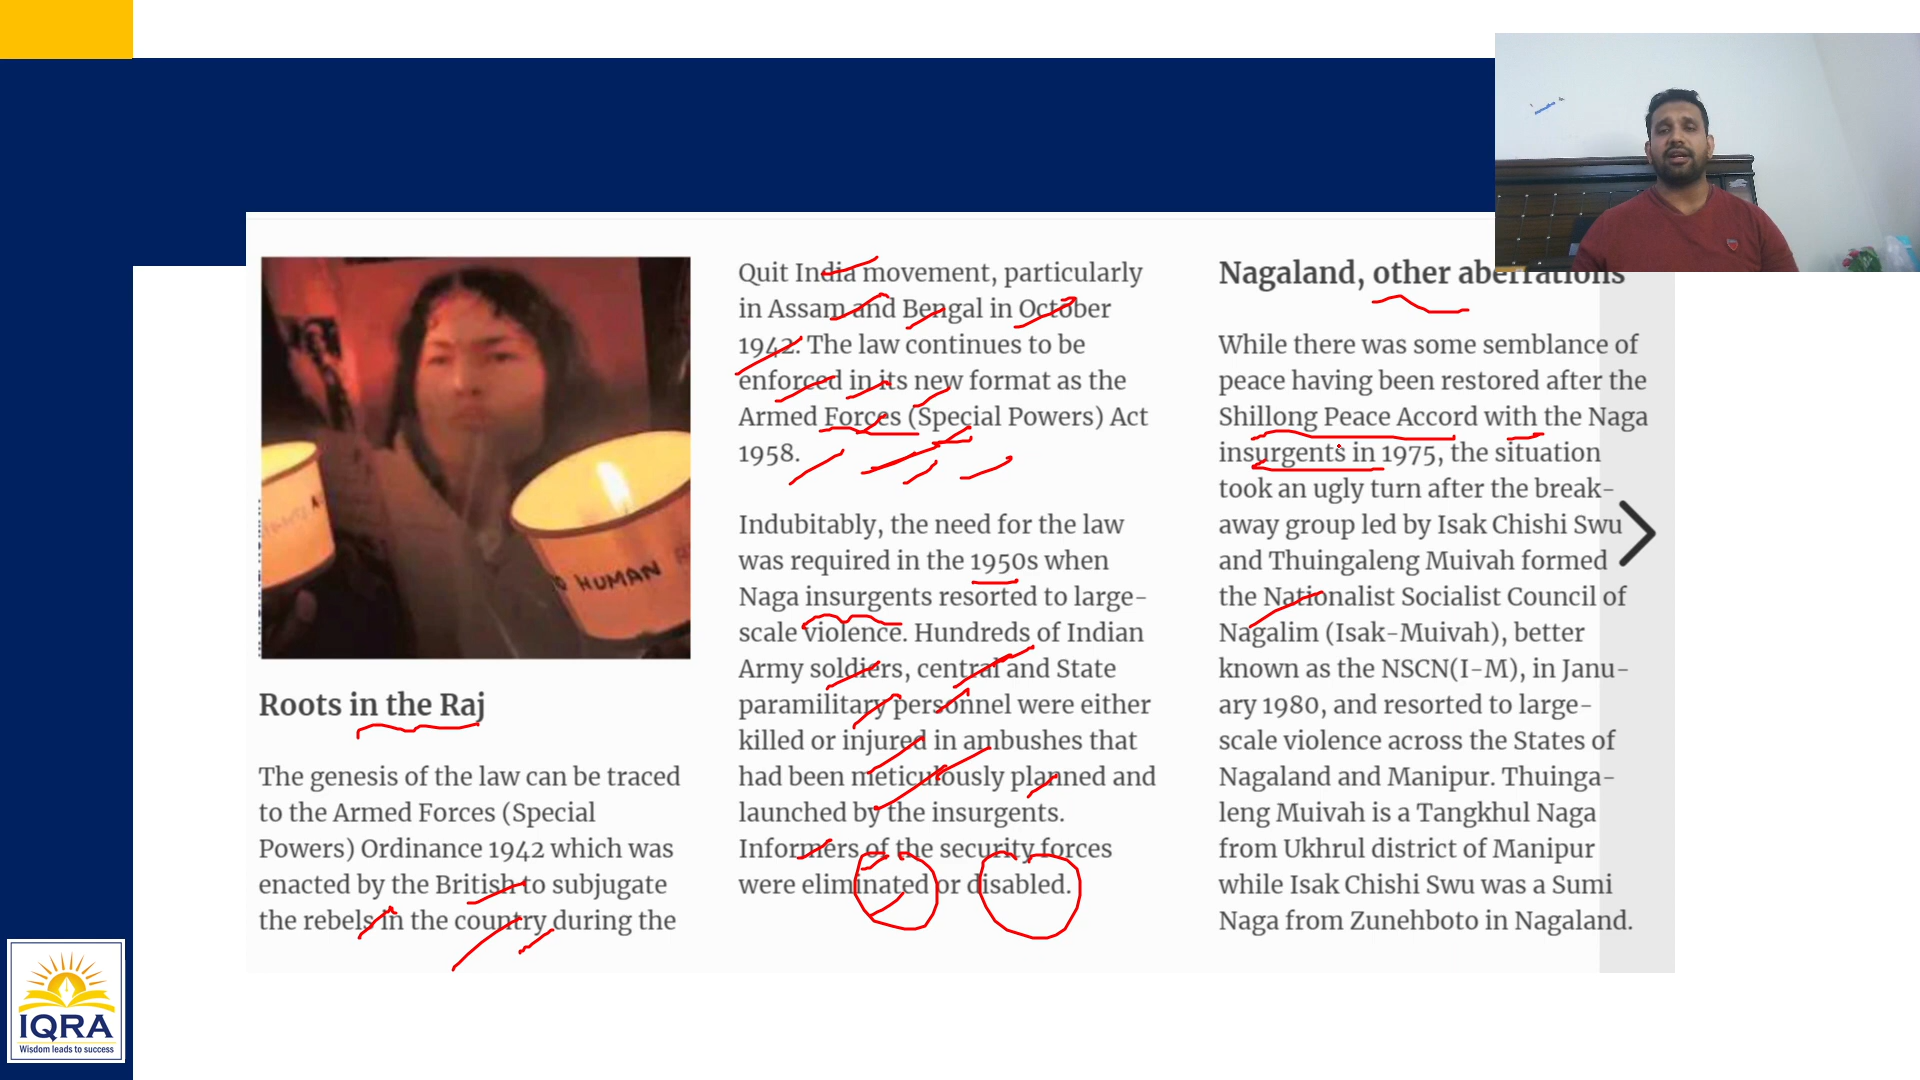 Roots in the Raj
The genesis of the law can be traced
to the Armed Forces (Special
Powers) Ordinance 1942 which was
enacted by the British to subjugate
the rebels in the country during the
Quit India movement, particularly
in Assam and Bengal in October
1942. The law continues to be
enforced in its new format as the
Armed Forces (Special Powers) Act
1958.
Indubitably, the need for the law
was required in the 1950s when
Naga insurgents resorted to large-
scale violence. Hundreds of Indian
Army soldiers, central and State
paramilitary personnel were either
killed or injured in ambushes that
had been meticulously planned and
launched by the insurgents.
Informers of the security forces
were eliminated or disabled.
Nagaland, other aberrations
While there was some semblance of
peace having been restored after the
Shillong Peace Accord with the Naga
insurgents in 1975, the situation
took an ugly turn after the break-
away group led by Isak Chishi Swu
and Thuingaleng Muivah formed
the Nationalist Socialist Council of
Nagalim (Isak-Muivah), better
known as the NSCN(I-M), in Janu-
ary 1980, and resorted to large-
scale violence across the States of
Nagaland and Manipur. Thuinga-
leng Muivah is a Tangkhul Naga
from Ukhrul district of Manipur
while Isak Chishi Swu was a Sumi
Naga from Zunehboto in Nagaland.
HUMAN
IQRA
Wisdom leads to success